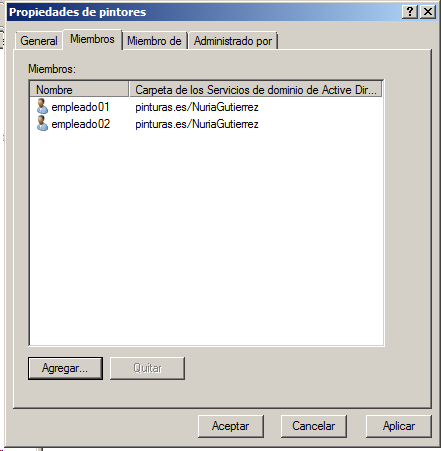 Propiedades de pintores
General Miembros Miembro de Administrado por
Miembros:
Nombre Carpeta de los Servicios de dominio de Active Dir...
empleado01 pinturas.es/NuriaGutierrez
empleado02 pinturas.es/NuriaGutierrez
Agregar... Quitar
Aceptar Cancelar Aplicar